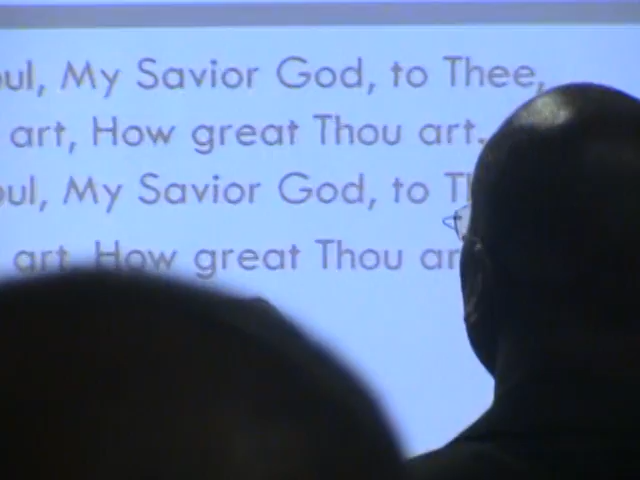 oul, My Savior God, to Thee,
art, How great Thou art.
oul, My Savior God, to Th
art, How great Thou ar